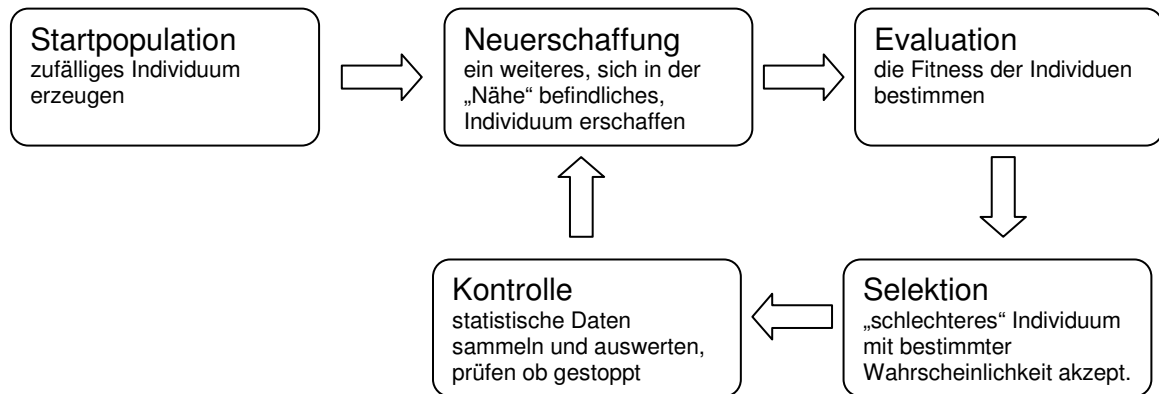 Startpopulation
zufälliges Individuum
erzeugen
Neuerschaffung
ein weiteres, sich in der
„Nähe“ befindliches,
Individuum erschaffen
Evaluation
die Fitness der Individuen
bestimmen
Selektion
„schlechteres“ Individuum
mit bestimmter
Wahrscheinlichkeit akzept.
Kontrolle
statistische Daten
sammeln und auswerten,
prüfen ob gestoppt